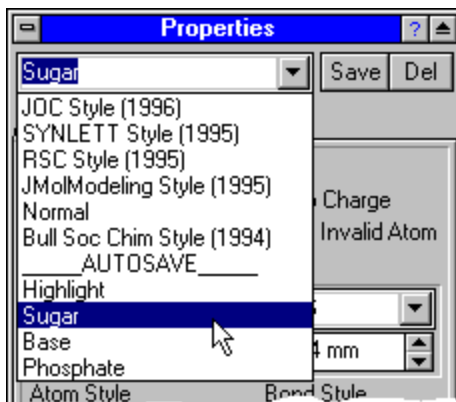 Properties
?
Sugar
Save Del
JOC Style (1996)
SYNLETT Style (1995)
RSC Style (1995)
JMolModeling Style (1995)
Charge
Normal
Bull Soc Chim Style (1994)
Invalid Atom
_____AUTOSAVE_____
Highlight
Sugar
Base
mm
Phosphate
Atom Style Bond Style